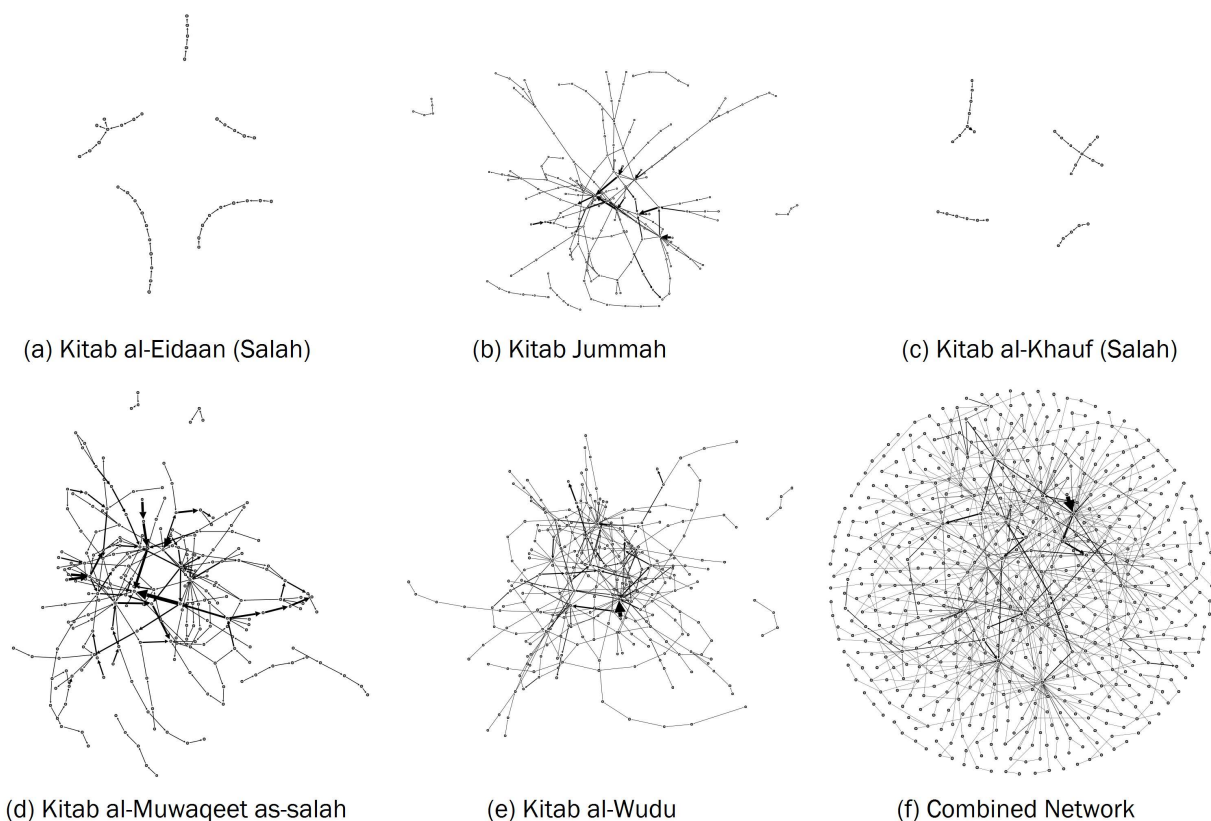 (a) Kitab al-Eidaan (Salah)
(b) Kitab Jummah
(c) Kitab al-Khauf (Salah)
(d) Kitab al-Muwaqeet as-salah
(e) Kitab al-Wudu
(f) Combined Network